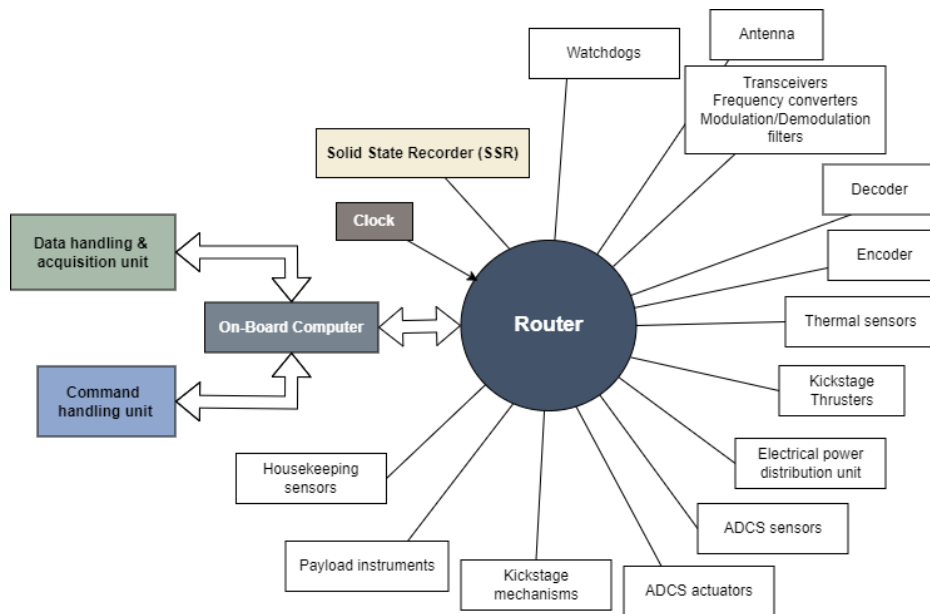 Antenna
Watchdogs
Transceivers
Frequency converters
Modulation/Demodulation
filters
Solid State Recorder (SSR)
Decoder
Clock
Data handling &
acquisition unit
Encoder
On-Board Computer
Router
Thermal sensors
Command
handling unit
Kickstage
Thrusters
Housekeeping
sensors
Electrical power
distribution unit
ADCS sensors
Payload instruments
Kickstage
mechanisms
ADCS actuators